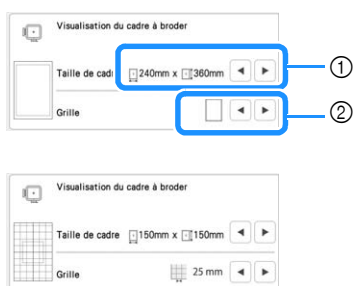 Visualisation du cadre à broder
Taille de cadr 240mm x 360mm ①
Grille ②
Visualisation du cadre à broder
Taille de cadre 150mm x 150mm
Grille 25 mm